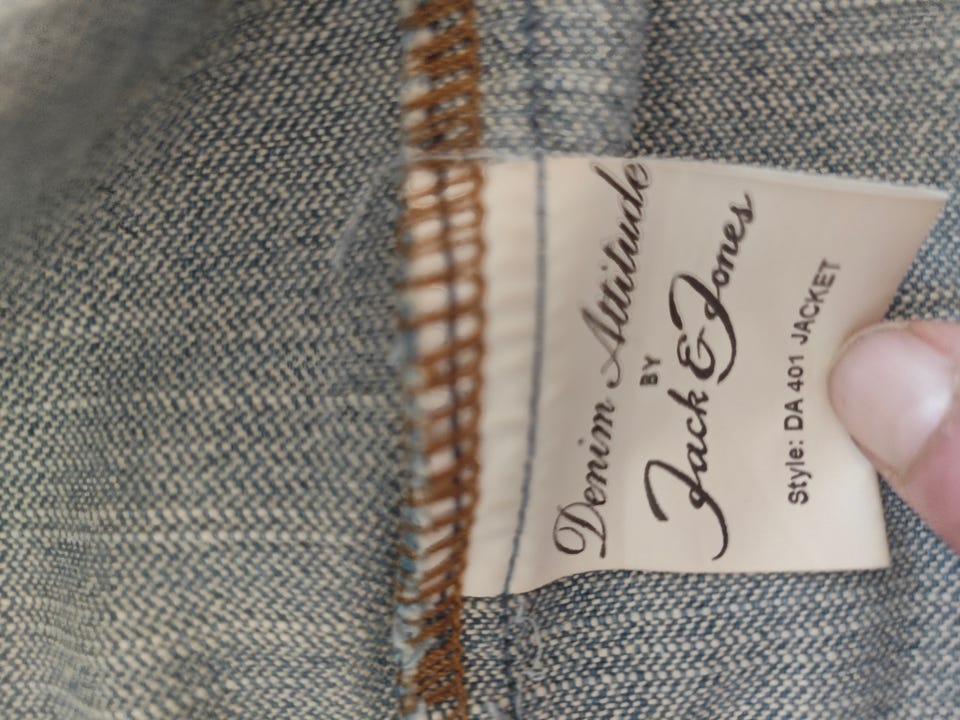 Denim Attitude
BY
Jack & Jones
Style: DA 401 JACKET